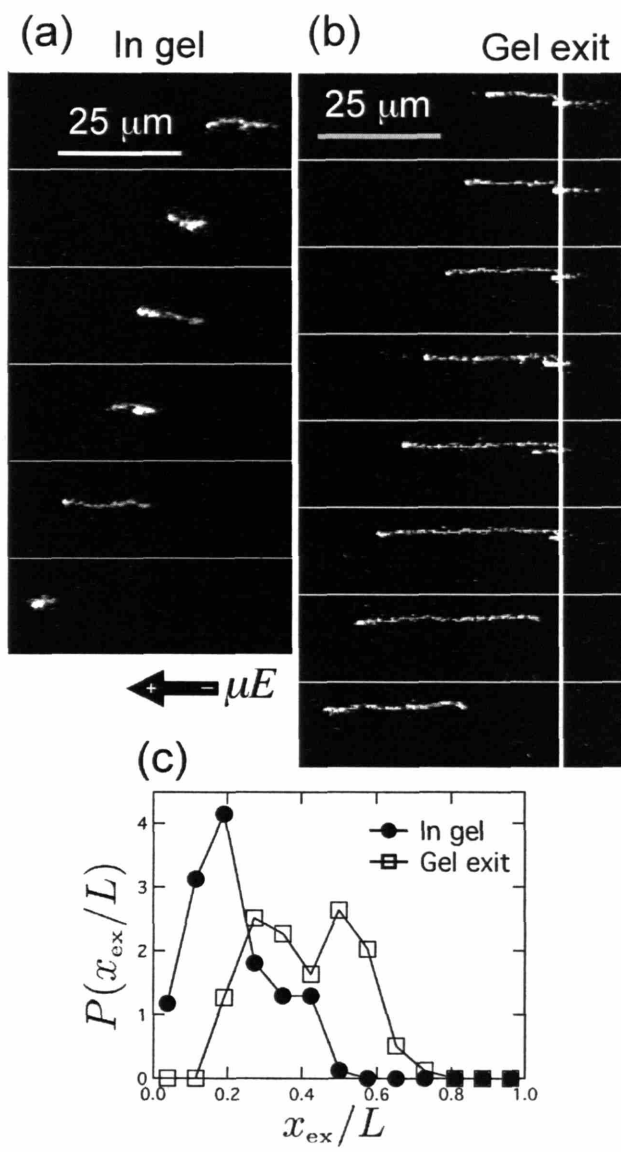 (a) In gel
25 μm
(b) Gel exit
25 μm
+ − μE
(c)
In gel
Gel exit
P(x_ex/L)
4
3
2
1
0
0.0 0.2 0.4 0.6 0.8 1.0
x_ex/L